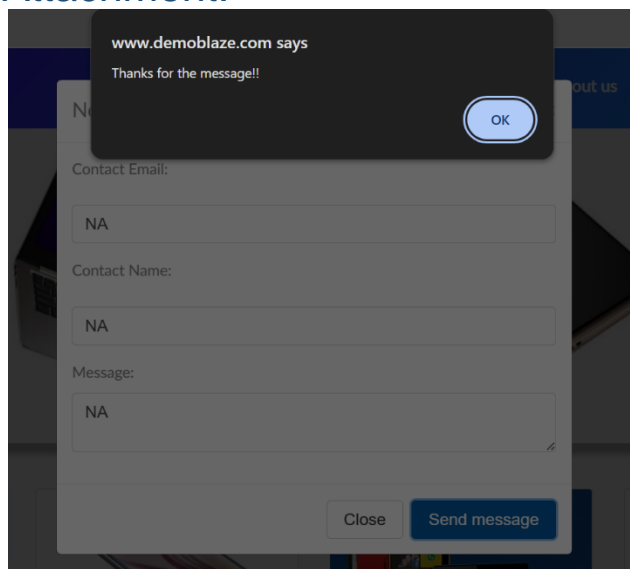 www.demoblaze.com says
Thanks for the message!!
OK
out us
Contact Email:
NA
Contact Name:
NA
Message:
NA
Close
Send message